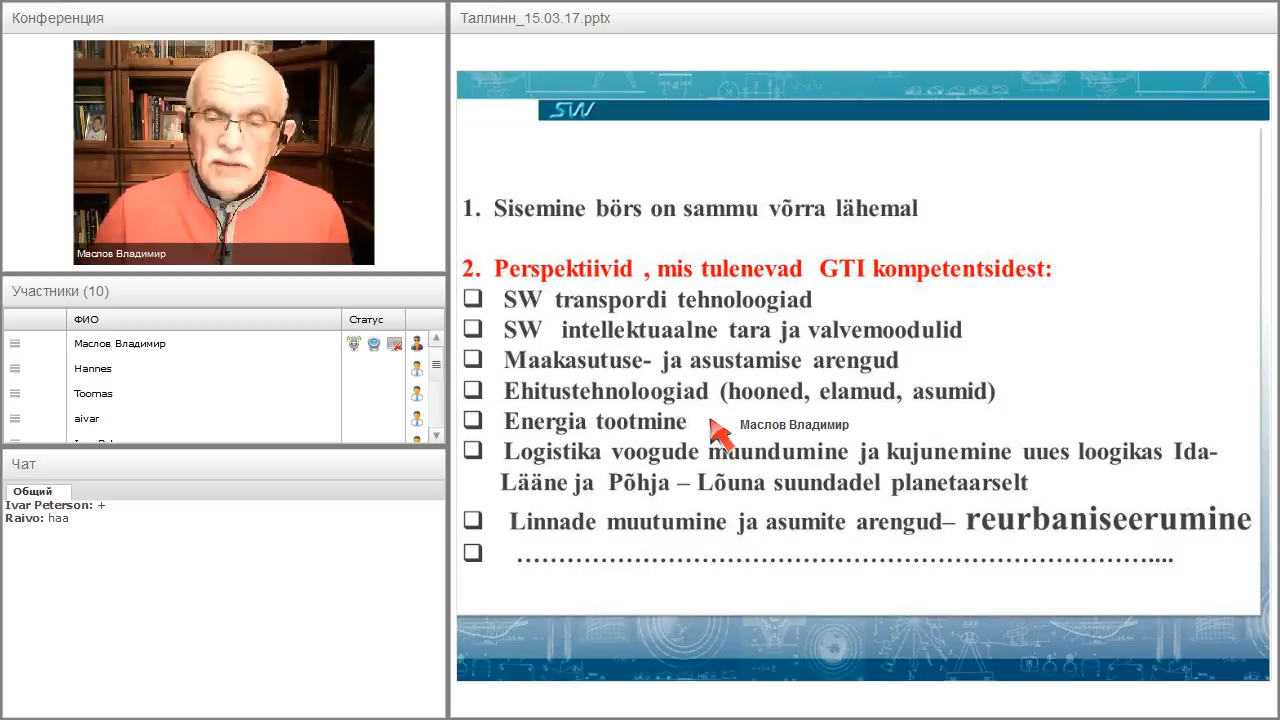 Конференция
Маслов Владимир
Участники (10)
ФИО
Статус
Маслов Владимир
Hannes
Toomas
aivar
Чат
Общий
Ivar Peterson: +
Raivo: haa
Таллинн_15.03.17.pptx
SW
1. Sisemine börs on sammu võrra lähemal
2. Perspektiivid , mis tulenevad GTI kompetentsidest:
❑ SW transpordi tehnoloogiad
❑ SW intellektuaalne tara ja valvemoodulid
❑ Maakasutuse- ja asustamise arengud
❑ Ehitustehnoloogiad (hooned, elamud, asumid)
❑ Energia tootmine
Маслов Владимир
❑ Logistika voogude muundumine ja kujunemine uues loogikas Ida-
Lääne ja Põhja – Lõuna suundadel planetaarselt
❑ Linnade muutumine ja asumite arengud– reurbaniseerumine
❑ ……………………………………………………………....